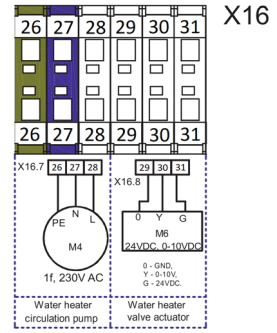 X16
26 27 28 29 30 31
26 27 28 29 30 31
X16.7 26 27 28
29 30 31
X16.8
PE N L
0 Y G
M4
M6
24VDC, 0-10VDC
1f, 230V AC
0 - GND,
Y - 0-10V,
G - 24VDC.
Water heater
circulation pump
Water heater
valve actuator